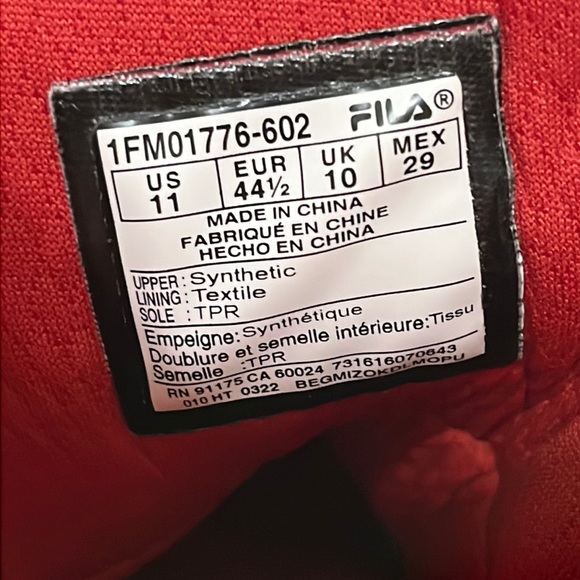 1FM01776-602 FILA®
US 11 EUR 44½ UK 10 MEX 29
MADE IN CHINA
FABRIQUÉ EN CHINE
HECHO EN CHINA
UPPER: Synthetic
LINING: Textile
SOLE : TPR
Empeigne: Synthétique
Doublure et semelle intérieure:Tissu
Semelle :TPR
RN 91175 CA 60024 731616070643
010 HT 0322 BEGMIZOKDLMOPU